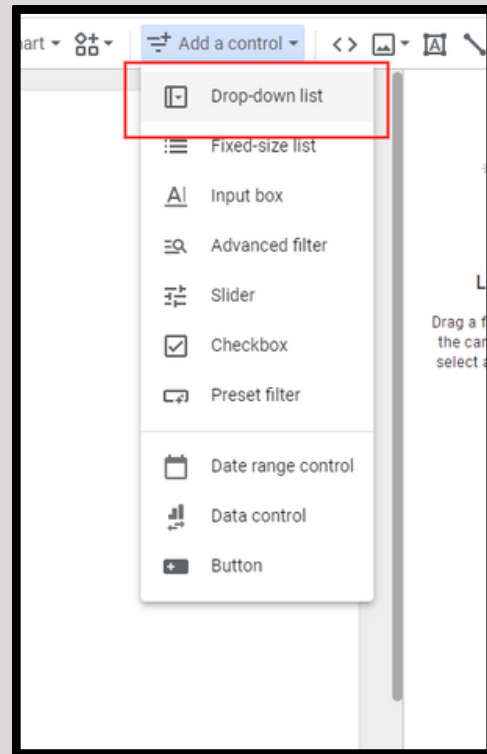 art Add a control
Drop-down list
Fixed-size list
Input box
Advanced filter
Slider
Checkbox
Preset filter
Date range control
Data control
Button
L
Drag a f
the car
select a